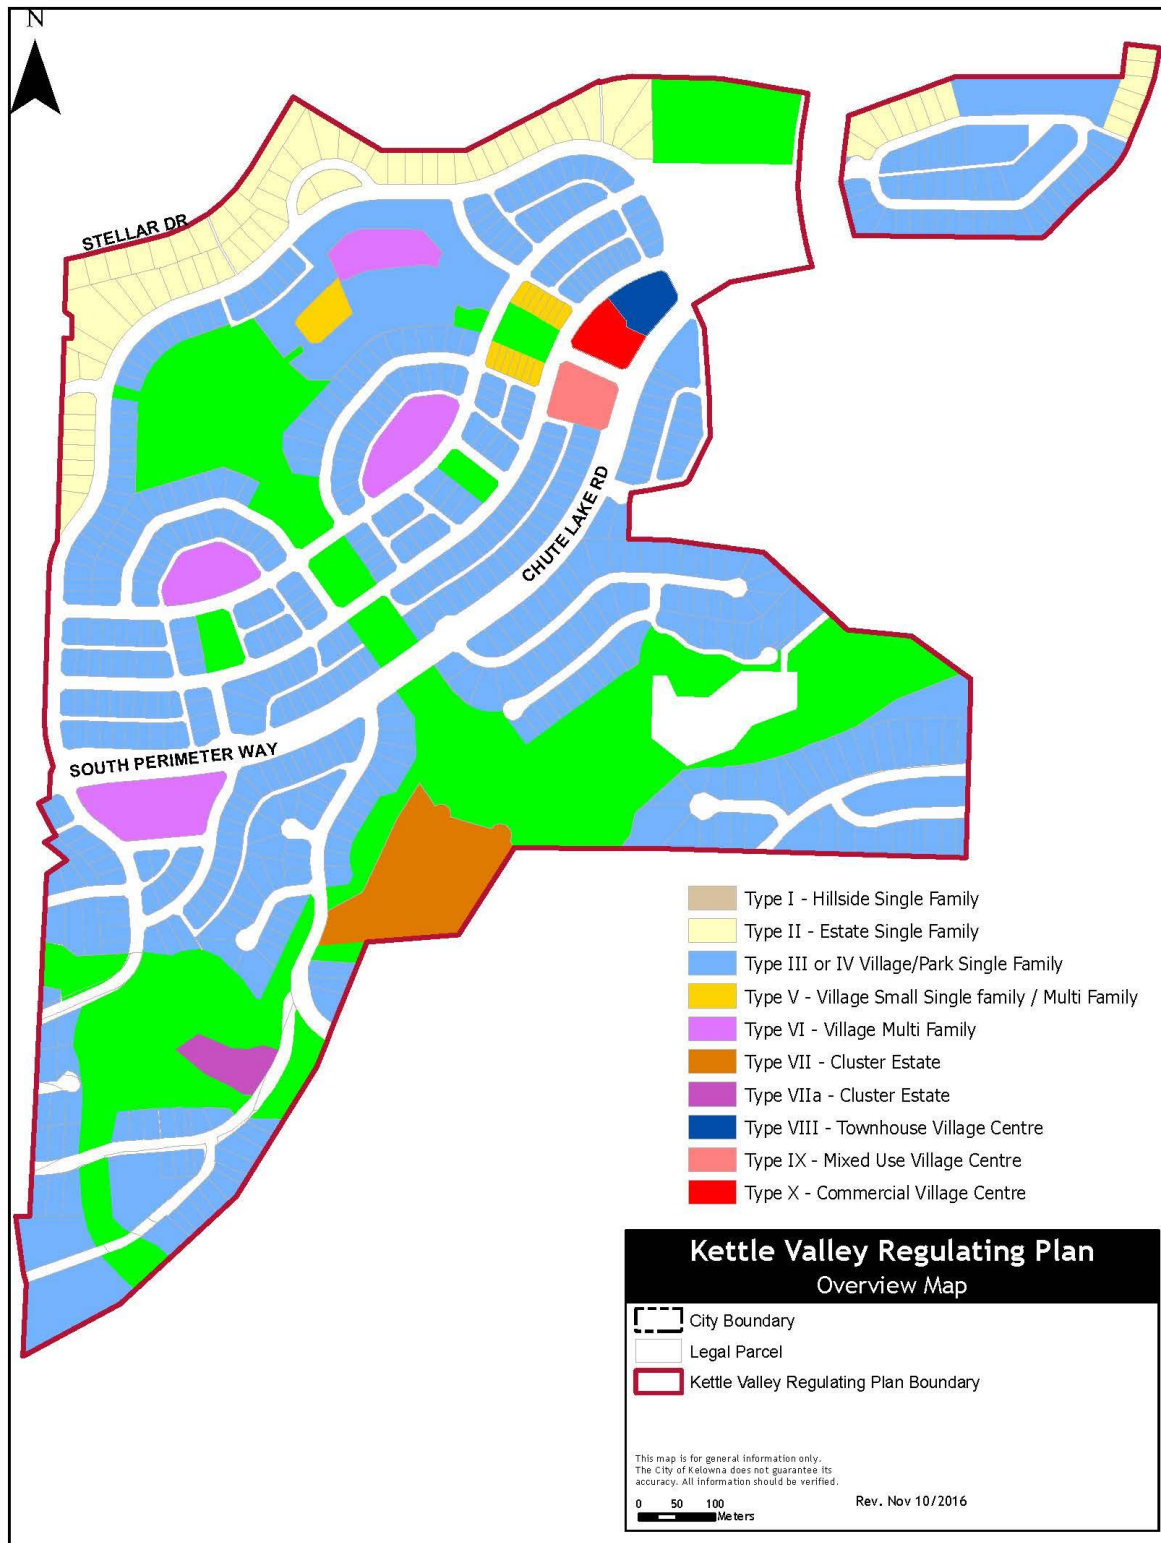 N
STELLAR DR
CHUTE LAKE RD
SOUTH PERIMETER WAY
Type I - Hillside Single Family
Type II - Estate Single Family
Type III or IV Village/Park Single Family
Type V - Village Small Single family / Multi Family
Type VI - Village Multi Family
Type VII - Cluster Estate
Type VIIa - Cluster Estate
Type VIII - Townhouse Village Centre
Type IX - Mixed Use Village Centre
Type X - Commercial Village Centre
Kettle Valley Regulating Plan
Overview Map
City Boundary
Legal Parcel
Kettle Valley Regulating Plan Boundary
This map is for general information only.
The City of Kelowna does not guarantee its
accuracy. All information should be verified.
0 50 100
Meters
Rev. Nov 10/2016